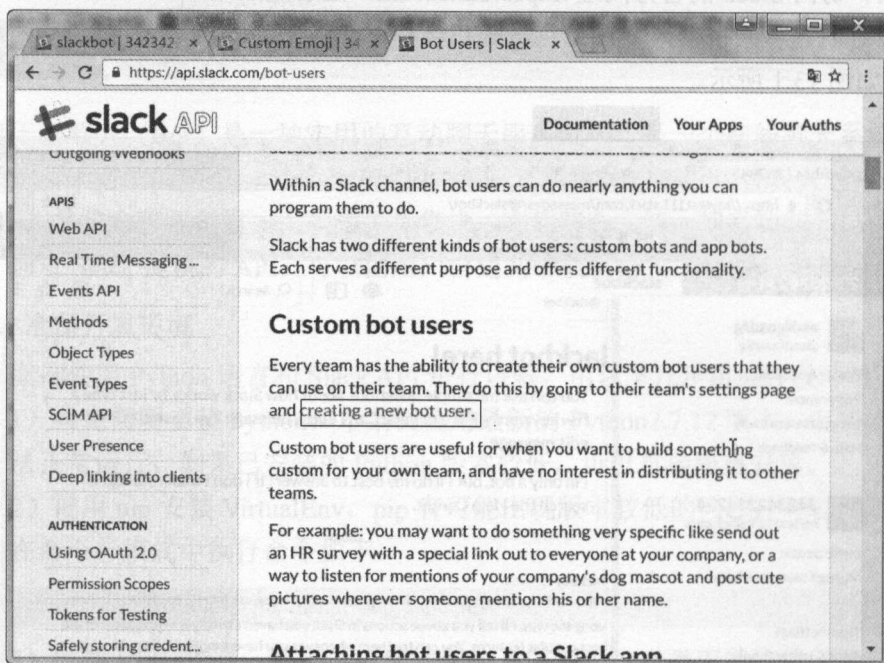 slackbot | 342342
Custom Emoji | 34
Bot Users | Slack
https://api.slack.com/bot-users
slack API
Documentation
Your Apps
Your Auths
Outgoing Webhooks
APIS
Web API
Real Time Messaging ...
Events API
Methods
Object Types
Event Types
SCIM API
User Presence
Deep linking into clients
AUTHENTICATION
Using OAuth 2.0
Permission Scopes
Tokens for Testing
Safely storing credent...
Within a Slack channel, bot users can do nearly anything you can
program them to do.
Slack has two different kinds of bot users: custom bots and app bots.
Each serves a different purpose and offers different functionality.
Custom bot users
Every team has the ability to create their own custom bot users that they
can use on their team. They do this by going to their team's settings page
and creating a new bot user.
Custom bot users are useful for when you want to build something
custom for your own team, and have no interest in distributing it to other
teams.
For example: you may want to do something very specific like send out
an HR survey with a special link out to everyone at your company, or a
way to listen for mentions of your company's dog mascot and post cute
pictures whenever someone mentions his or her name.
Attaching bot users to a Slack app